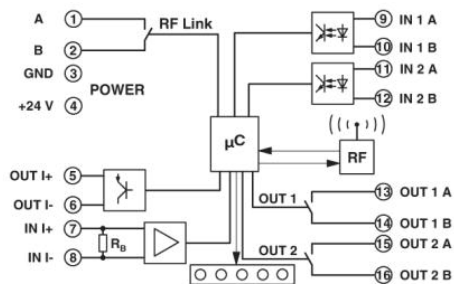 A 1 RF Link 9 IN 1 A
B 2 10 IN 1 B
GND 3 POWER 11 IN 2 A
+24 V 4 12 IN 2 B
µC RF
OUT I+ 5 OUT 1 13 OUT 1 A
OUT I- 6 14 OUT 1 B
IN I+ 7 RB OUT 2 15 OUT 2 A
IN I- 8 16 OUT 2 B